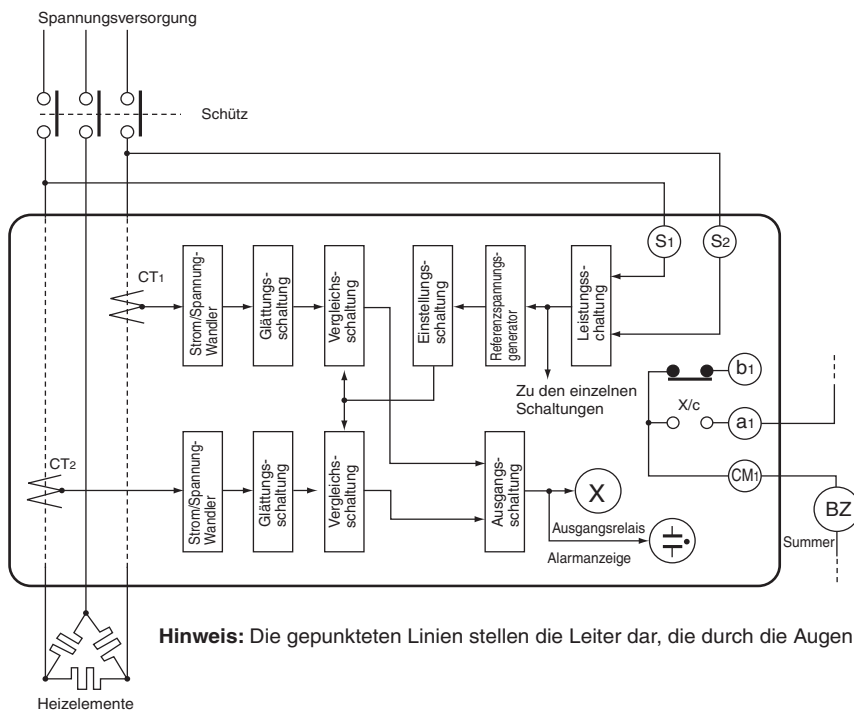 Spannungsversorgung
Schütz
S1
S2
CT1
Strom/Spannung-
Wandler
Glättungs-
schaltung
Vergleichs-
schaltung
Einstellungs-
schaltung
Referenzspannungs-
generator
Leistungss-
chaltung
Zu den einzelnen
Schaltungen
b1
X/c
a1
CM1
BZ
Summer
CT2
Strom/Spannung-
Wandler
Glättungs-
schaltung
Vergleichs-
schaltung
Ausgangs-
schaltung
X
Ausgangsrelais
Alarmanzeige
Hinweis: Die gepunkteten Linien stellen die Leiter dar, die durch die Augen
Heizelemente